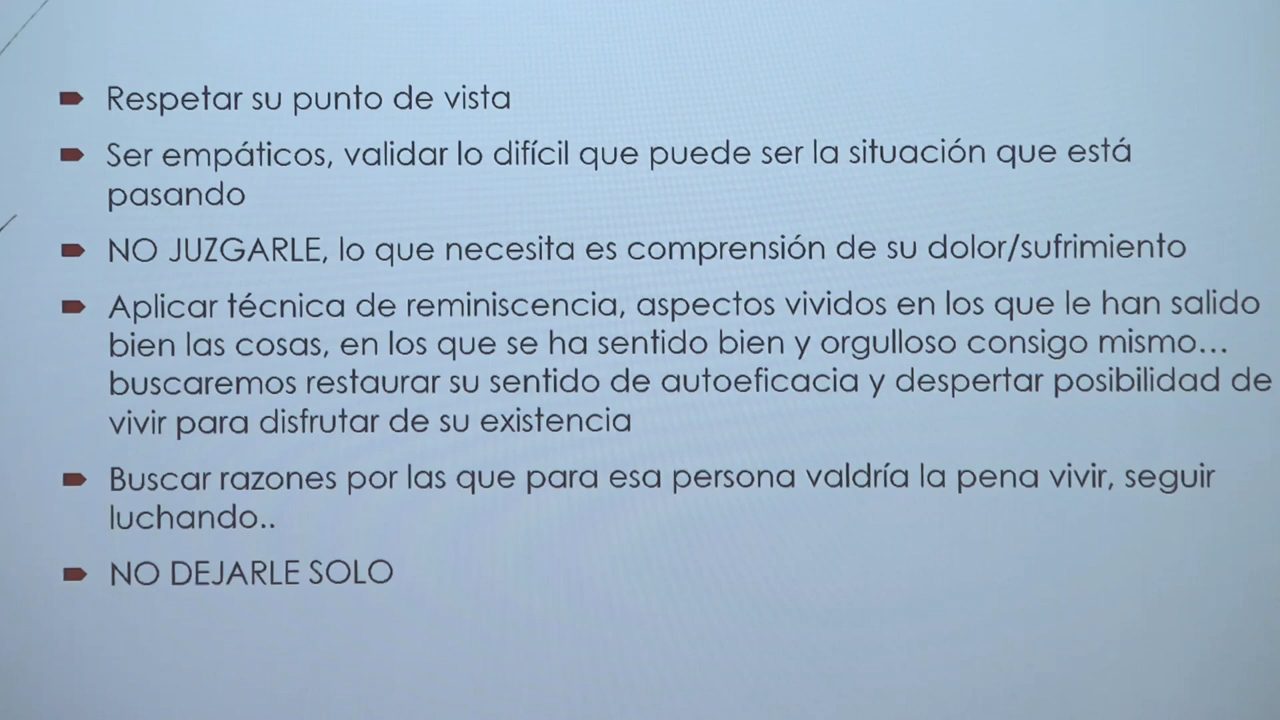 Respetar su punto de vista
Ser empáticos, validar lo difícil que puede ser la situación que está
pasando
NO JUZGARLE, lo que necesita es comprensión de su dolor/sufrimiento
Aplicar técnica de reminiscencia, aspectos vividos en los que le han salido
bien las cosas, en los que se ha sentido bien y orgulloso consigo mismo...
buscaremos restaurar su sentido de autoeficacia y despertar posibilidad de
vivir para disfrutar de su existencia
Buscar razones por las que para esa persona valdría la pena vivir, seguir
luchando..
NO DEJARLE SOLO